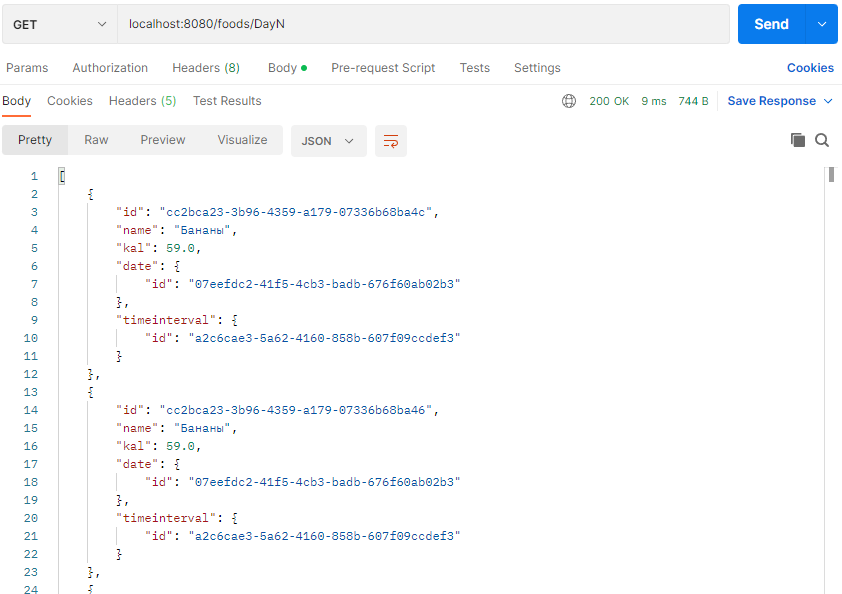 GET localhost:8080/foods/DayN Send
Params Authorization Headers (8) Body Pre-request Script Tests Settings Cookies
Body Cookies Headers (5) Test Results 200 OK 9 ms 744 B Save Response
Pretty Raw Preview Visualize JSON
1 [
2 {
3 "id": "cc2bca23-3b96-4359-a179-07336b68ba4c",
4 "name": "Бананы",
5 "kal": 59.0,
6 "date": {
7 "id": "07eefdc2-41f5-4cb3-badb-676f60ab02b3"
8 },
9 "timeinterval": {
10 "id": "a2c6cae3-5a62-4160-858b-607f09ccdef3"
11 }
12 },
13 {
14 "id": "cc2bca23-3b96-4359-a179-07336b68ba46",
15 "name": "Бананы",
16 "kal": 59.0,
17 "date": {
18 "id": "07eefdc2-41f5-4cb3-badb-676f60ab02b3"
19 },
20 "timeinterval": {
21 "id": "a2c6cae3-5a62-4160-858b-607f09ccdef3"
22 }
23 },
24 {